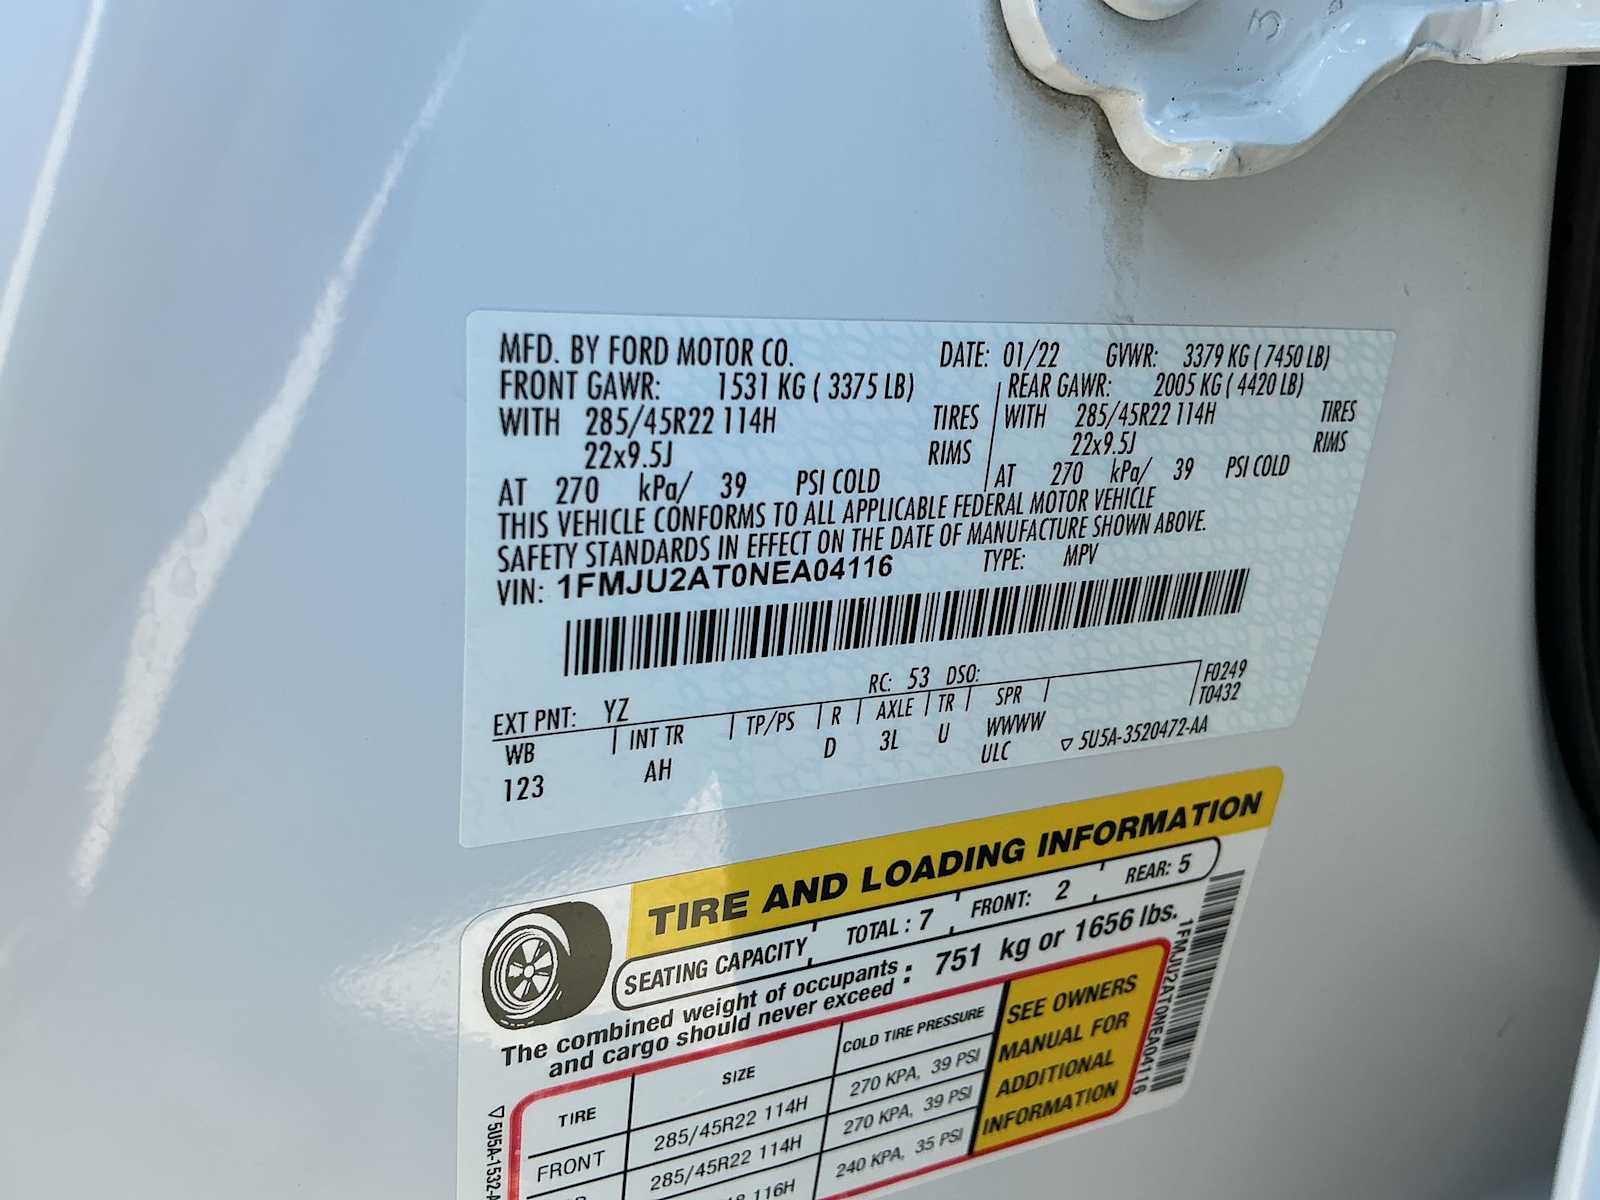 3
MFD. BY FORD MOTOR CO. DATE: 01/22 GVWR: 3379 KG ( 7450 LB)
FRONT GAWR: 1531 KG ( 3375 LB) REAR GAWR: 2005 KG ( 4420 LB)
WITH 285/45R22 114H TIRES WITH 285/45R22 114H TIRES
22x9.5J RIMS 22x9.5J RIMS
AT 270 kPa/ 39 PSI COLD AT 270 kPa/ 39 PSI COLD
THIS VEHICLE CONFORMS TO ALL APPLICABLE FEDERAL MOTOR VEHICLE
SAFETY STANDARDS IN EFFECT ON THE DATE OF MANUFACTURE SHOWN ABOVE.
VIN: 1FMJU2AT0NEA04116 TYPE: MPV
EXT PNT: YZ RC: 53 DSO: F0249
WB INT TR TP/PS R AXLE TR SPR T0432
123 AH D 3L U WWWW
ULC 5U5A-3520472-AA
TIRE AND LOADING INFORMATION
SEATING CAPACITY TOTAL : 7 FRONT: 2 REAR: 5
The combined weight of occupants
and cargo should never exceed : 751 kg or 1656 lbs.
TIRE SIZE COLD TIRE PRESSURE
FRONT 285/45R22 114H 270 KPA, 39 PSI
285/45R22 114H 270 KPA, 39 PSI
116H 240 KPA, 35 PSI
SEE OWNERS
MANUAL FOR
ADDITIONAL
INFORMATION
1FMJU2AT0NEA04116
5U5A-1532-